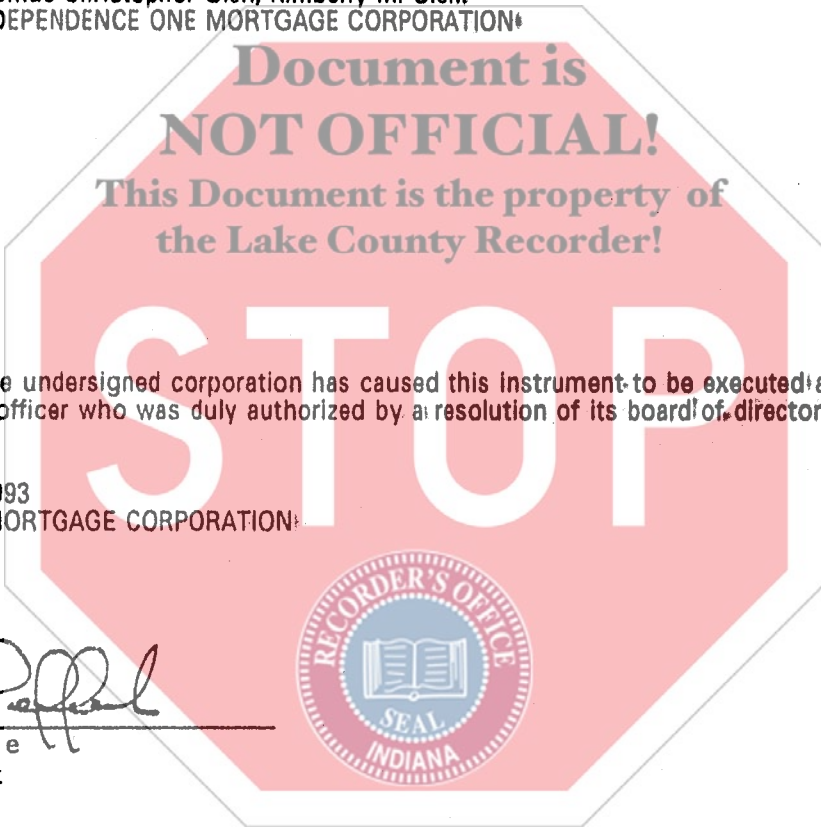 DEPENDENCE ONE MORTGAGE CORPORATION
Document is
NOT OFFICIAL!
This Document is the property of
the Lake County Recorder!
STOP
e undersigned corporation has caused this instrument to be executed a
officer who was duly authorized by a resolution of its board of director
993
MORTGAGE CORPORATION
RECORDER'S OFFICE
SEAL
INDIANA
e